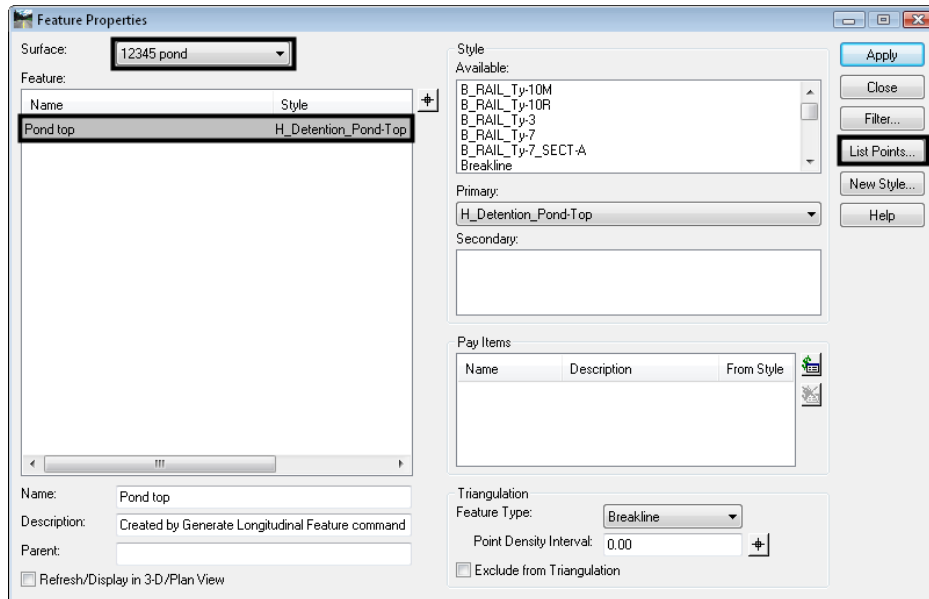 Feature Properties
Surface:
12345 pond
Feature:
Name Style
Pond top H_Detention_Pond-Top
Name:
Pond top
Description:
Created by Generate Longitudinal Feature command
Parent:
Refresh/Display in 3-D/Plan View
Style
Available:
B_RAIL_Ty-10M
B_RAIL_Ty-10R
B_RAIL_Ty-3
B_RAIL_Ty-7
B_RAIL_Ty-7_SECT-A
Breakline
Primary:
H_Detention_Pond-Top
Secondary:
Pay Items
Name Description From Style
Triangulation
Feature Type:
Breakline
Point Density Interval:
0.00
Exclude from Triangulation
Apply
Close
Filter...
List Points...
New Style...
Help